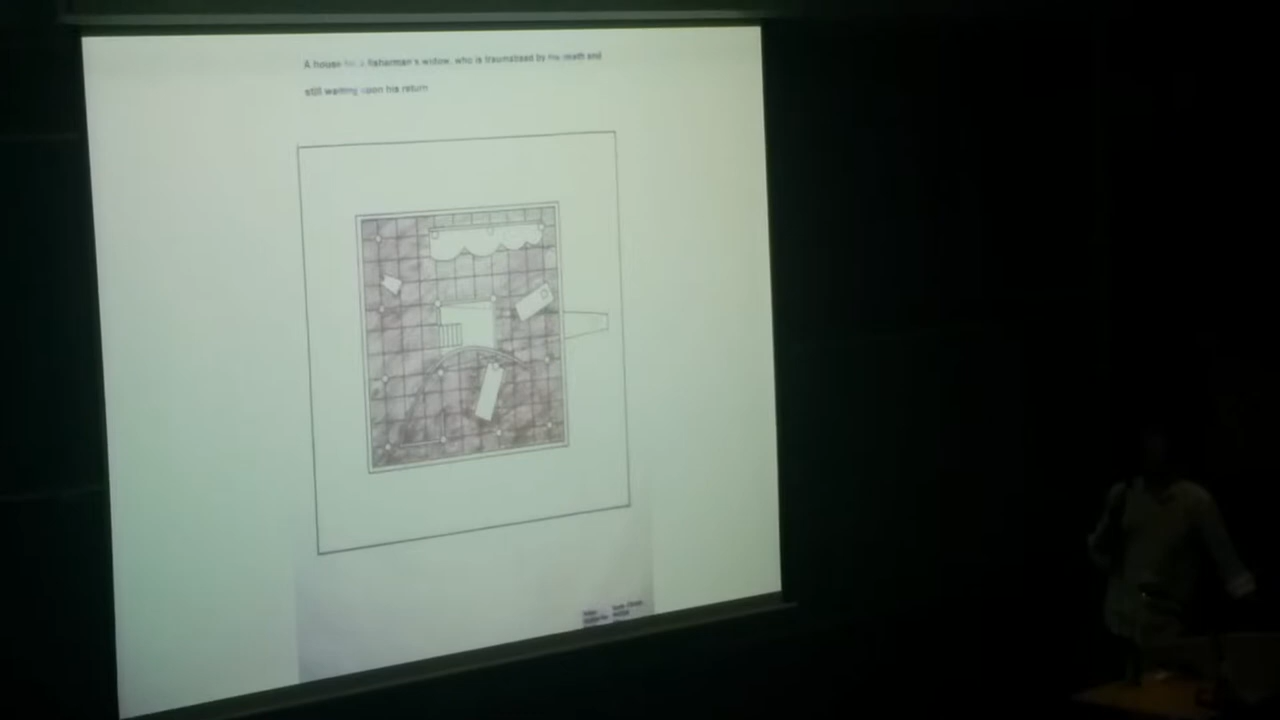 A house for a fisherman's widow, who is traumatised by his death and
still waiting upon his return